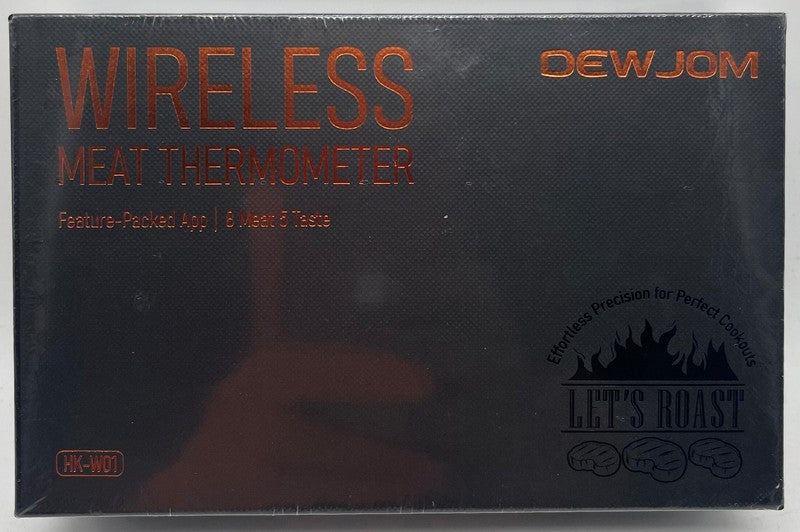 WIRELESS
DEWJOM
MEAT THERMOMETER
Feature-Packed App | 8 Meat 5 Taste
Effortless Precision for Perfect Cookouts
LET'S ROAST
HK-W01